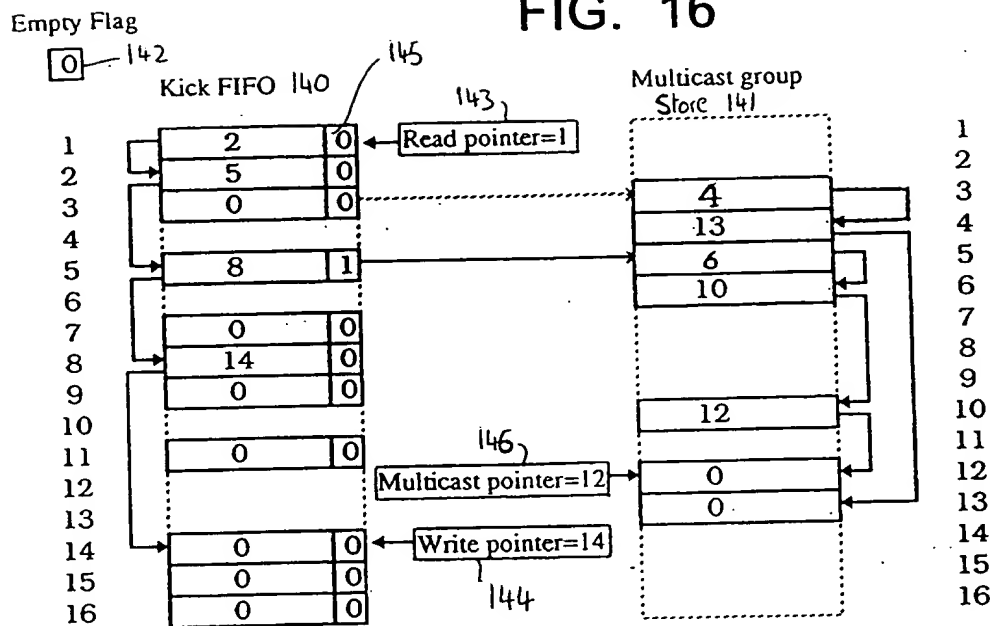 FIG. 16
Empty Flag
0 142
145
Kick FIFO 140
143
Multicast group
Store 141
1 2 0 Read pointer=1 1
2 5 0 2
3 0 0 4 3
4 13 4
5 8 1 6 5
6 10 6
7 0 0 7
8 14 0 8
9 0 0 9
10 12 10
11 0 0 11
146
12 Multicast pointer=12 0 12
13 0 13
14 0 0 Write pointer=14 14
15 0 0 15
144
16 0 0 16